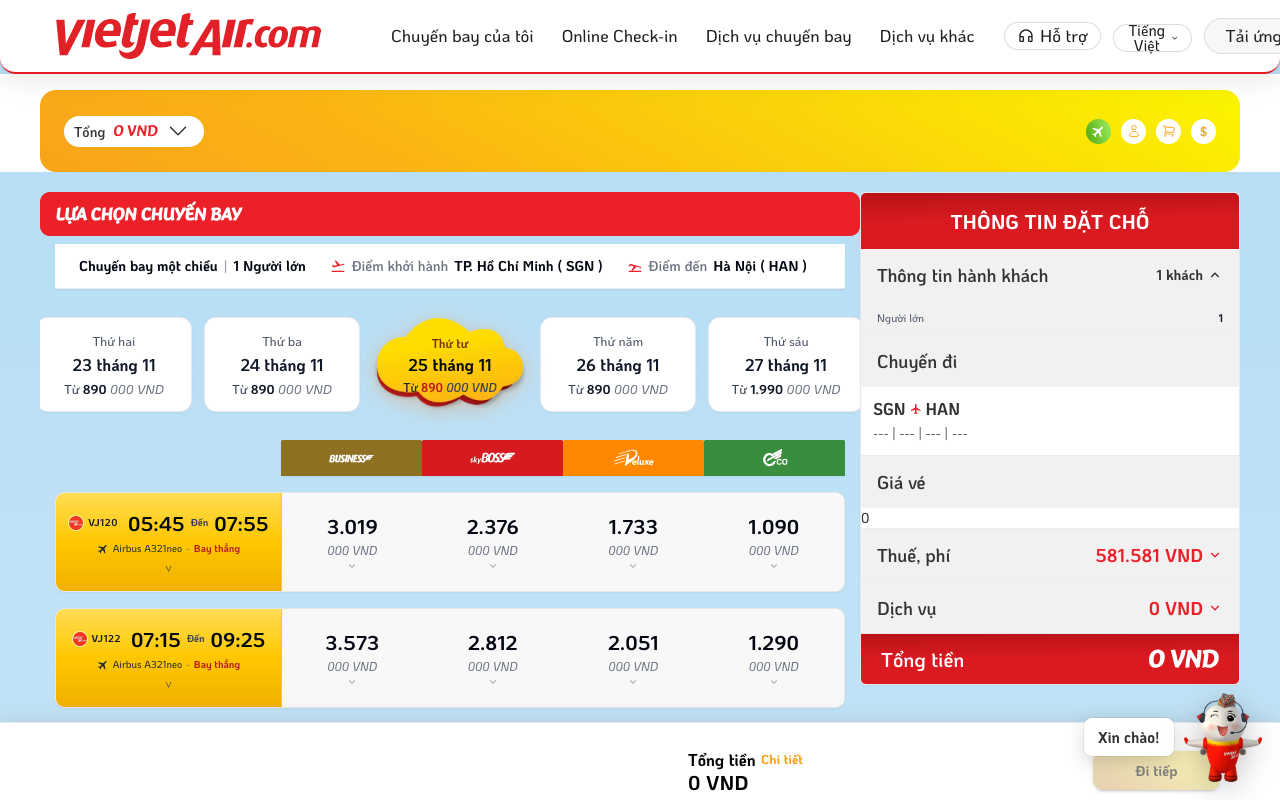 vietjetAir.com
Chuyến bay của tôi
Online Check-in
Dịch vụ chuyến bay
Dịch vụ khác
Hỗ trợ
Tiếng Việt
Tải ứng
Tổng 0 VND
LỰA CHỌN CHUYẾN BAY
Chuyến bay một chiều | 1 Người lớn
Điểm khởi hành TP. Hồ Chí Minh ( SGN )
Điểm đến Hà Nội ( HAN )
Thứ hai
23 tháng 11
Từ 890 000 VND
Thứ ba
24 tháng 11
Từ 890 000 VND
Thứ tư
25 tháng 11
Từ 890 000 VND
Thứ năm
26 tháng 11
Từ 890 000 VND
Thứ sáu
27 tháng 11
Từ 1.990 000 VND
BUSINESS
skyBOSS
Deluxe
eco
VJ120 05:45 Đến 07:55
Airbus A321neo - Bay thẳng
3.019
000 VND
2.376
000 VND
1.733
000 VND
1.090
000 VND
VJ122 07:15 Đến 09:25
Airbus A321neo - Bay thẳng
3.573
000 VND
2.812
000 VND
2.051
000 VND
1.290
000 VND
THÔNG TIN ĐẶT CHỖ
Thông tin hành khách
1 khách
Người lớn 1
Chuyến đi
SGN HAN
--- | --- | --- | ---
Giá vé
0
Thuế, phí 581.581 VND
Dịch vụ 0 VND
Tổng tiền 0 VND
Xin chào!
Tổng tiền Chi tiết
0 VND
Đi tiếp